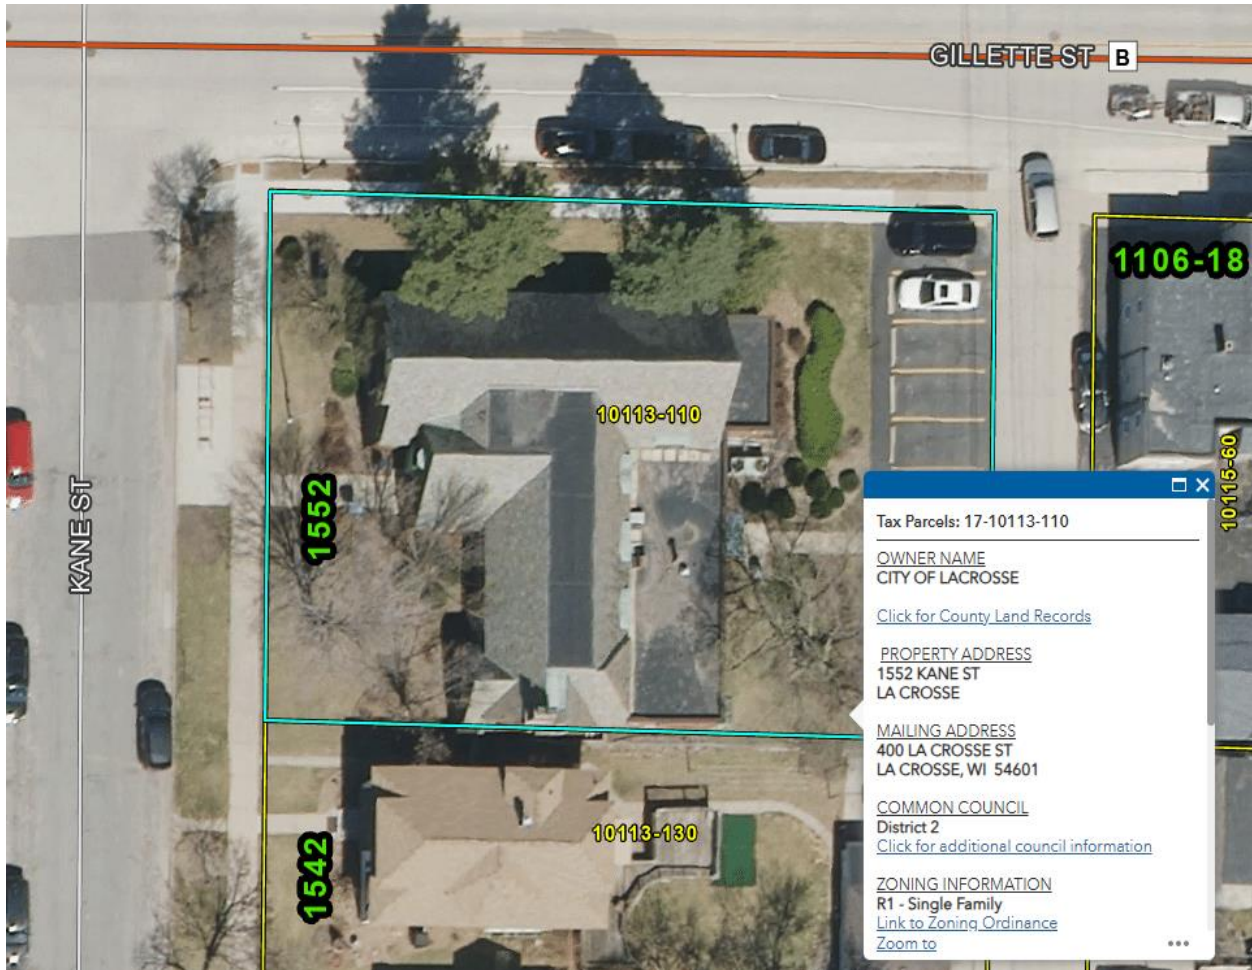 GILLETTE ST B
1106-18
10113-110
10115-60
1552
KANE ST
10113-130
1542
Tax Parcels: 17-10113-110
OWNER NAME
CITY OF LACROSSE
Click for County Land Records
PROPERTY ADDRESS
1552 KANE ST
LA CROSSE
MAILING ADDRESS
400 LA CROSSE ST
LA CROSSE, WI 54601
COMMON COUNCIL
District 2
Click for additional council information
ZONING INFORMATION
R1 - Single Family
Link to Zoning Ordinance
Zoom to